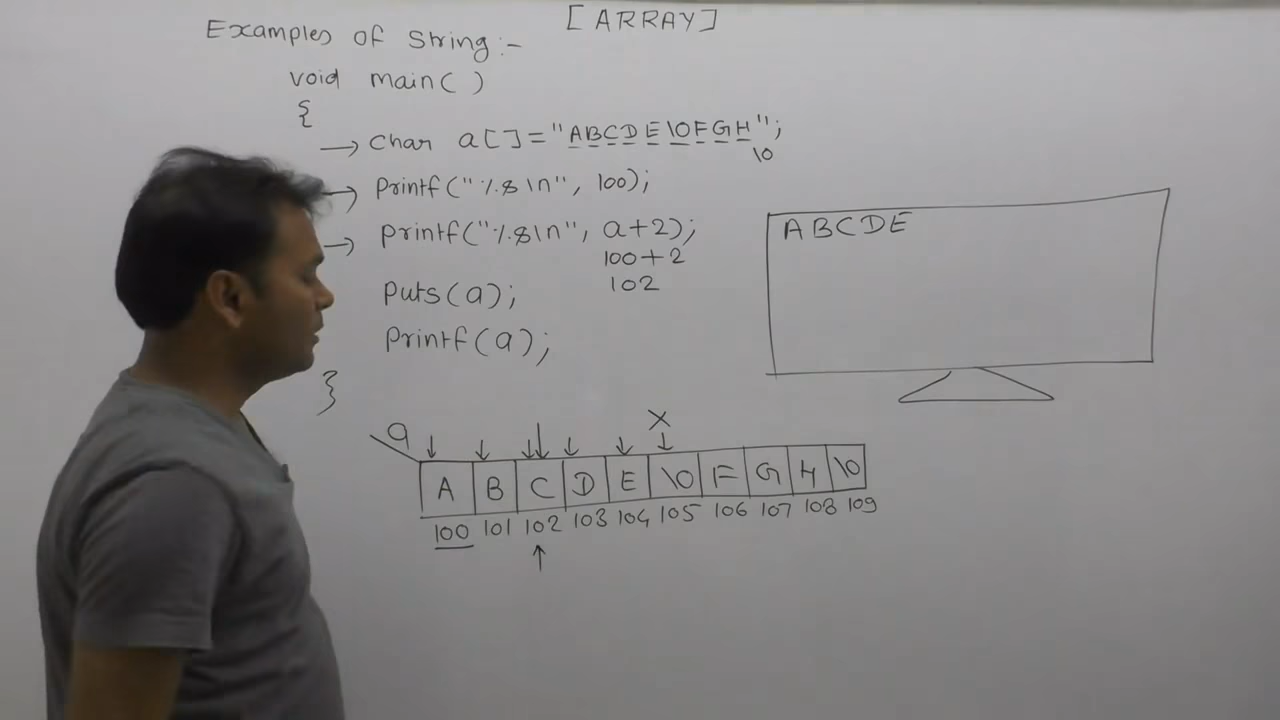 [ARRAY]
Examples of String:-
void main( )
{
→ Char a[]="ABCDE\0FGH";
\0
→ Printf("%s\n", 100);
→ Printf("%s\n", a+2);
100+2
102
Puts(a);
Printf(a);
}
ABCDE
X
a
A B C D E \0 F G H \0
100 101 102 103 104 105 106 107 108 109